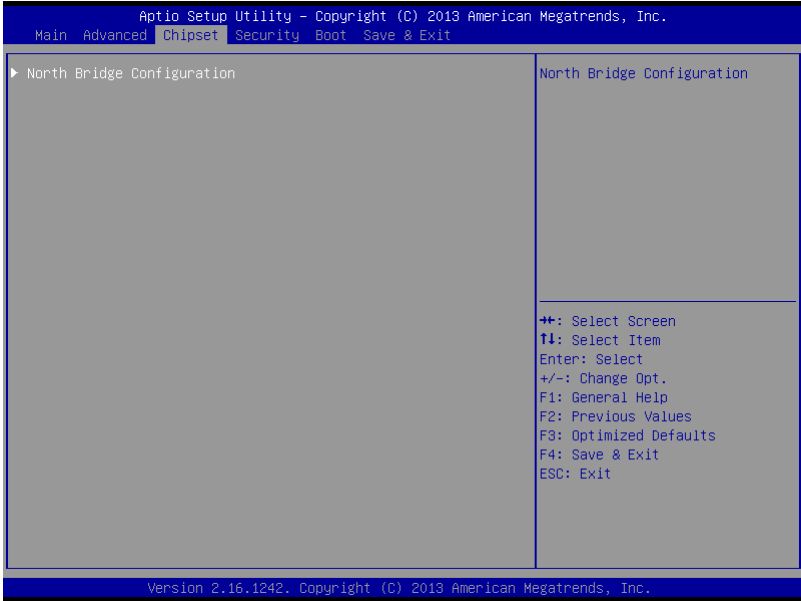 Aptio Setup Utility – Copyright (C) 2013 American Megatrends, Inc.
Main Advanced Chipset Security Boot Save & Exit
▶ North Bridge Configuration
North Bridge Configuration
→←: Select Screen
↑↓: Select Item
Enter: Select
+/-: Change Opt.
F1: General Help
F2: Previous Values
F3: Optimized Defaults
F4: Save & Exit
ESC: Exit
Version 2.16.1242. Copyright (C) 2013 American Megatrends, Inc.